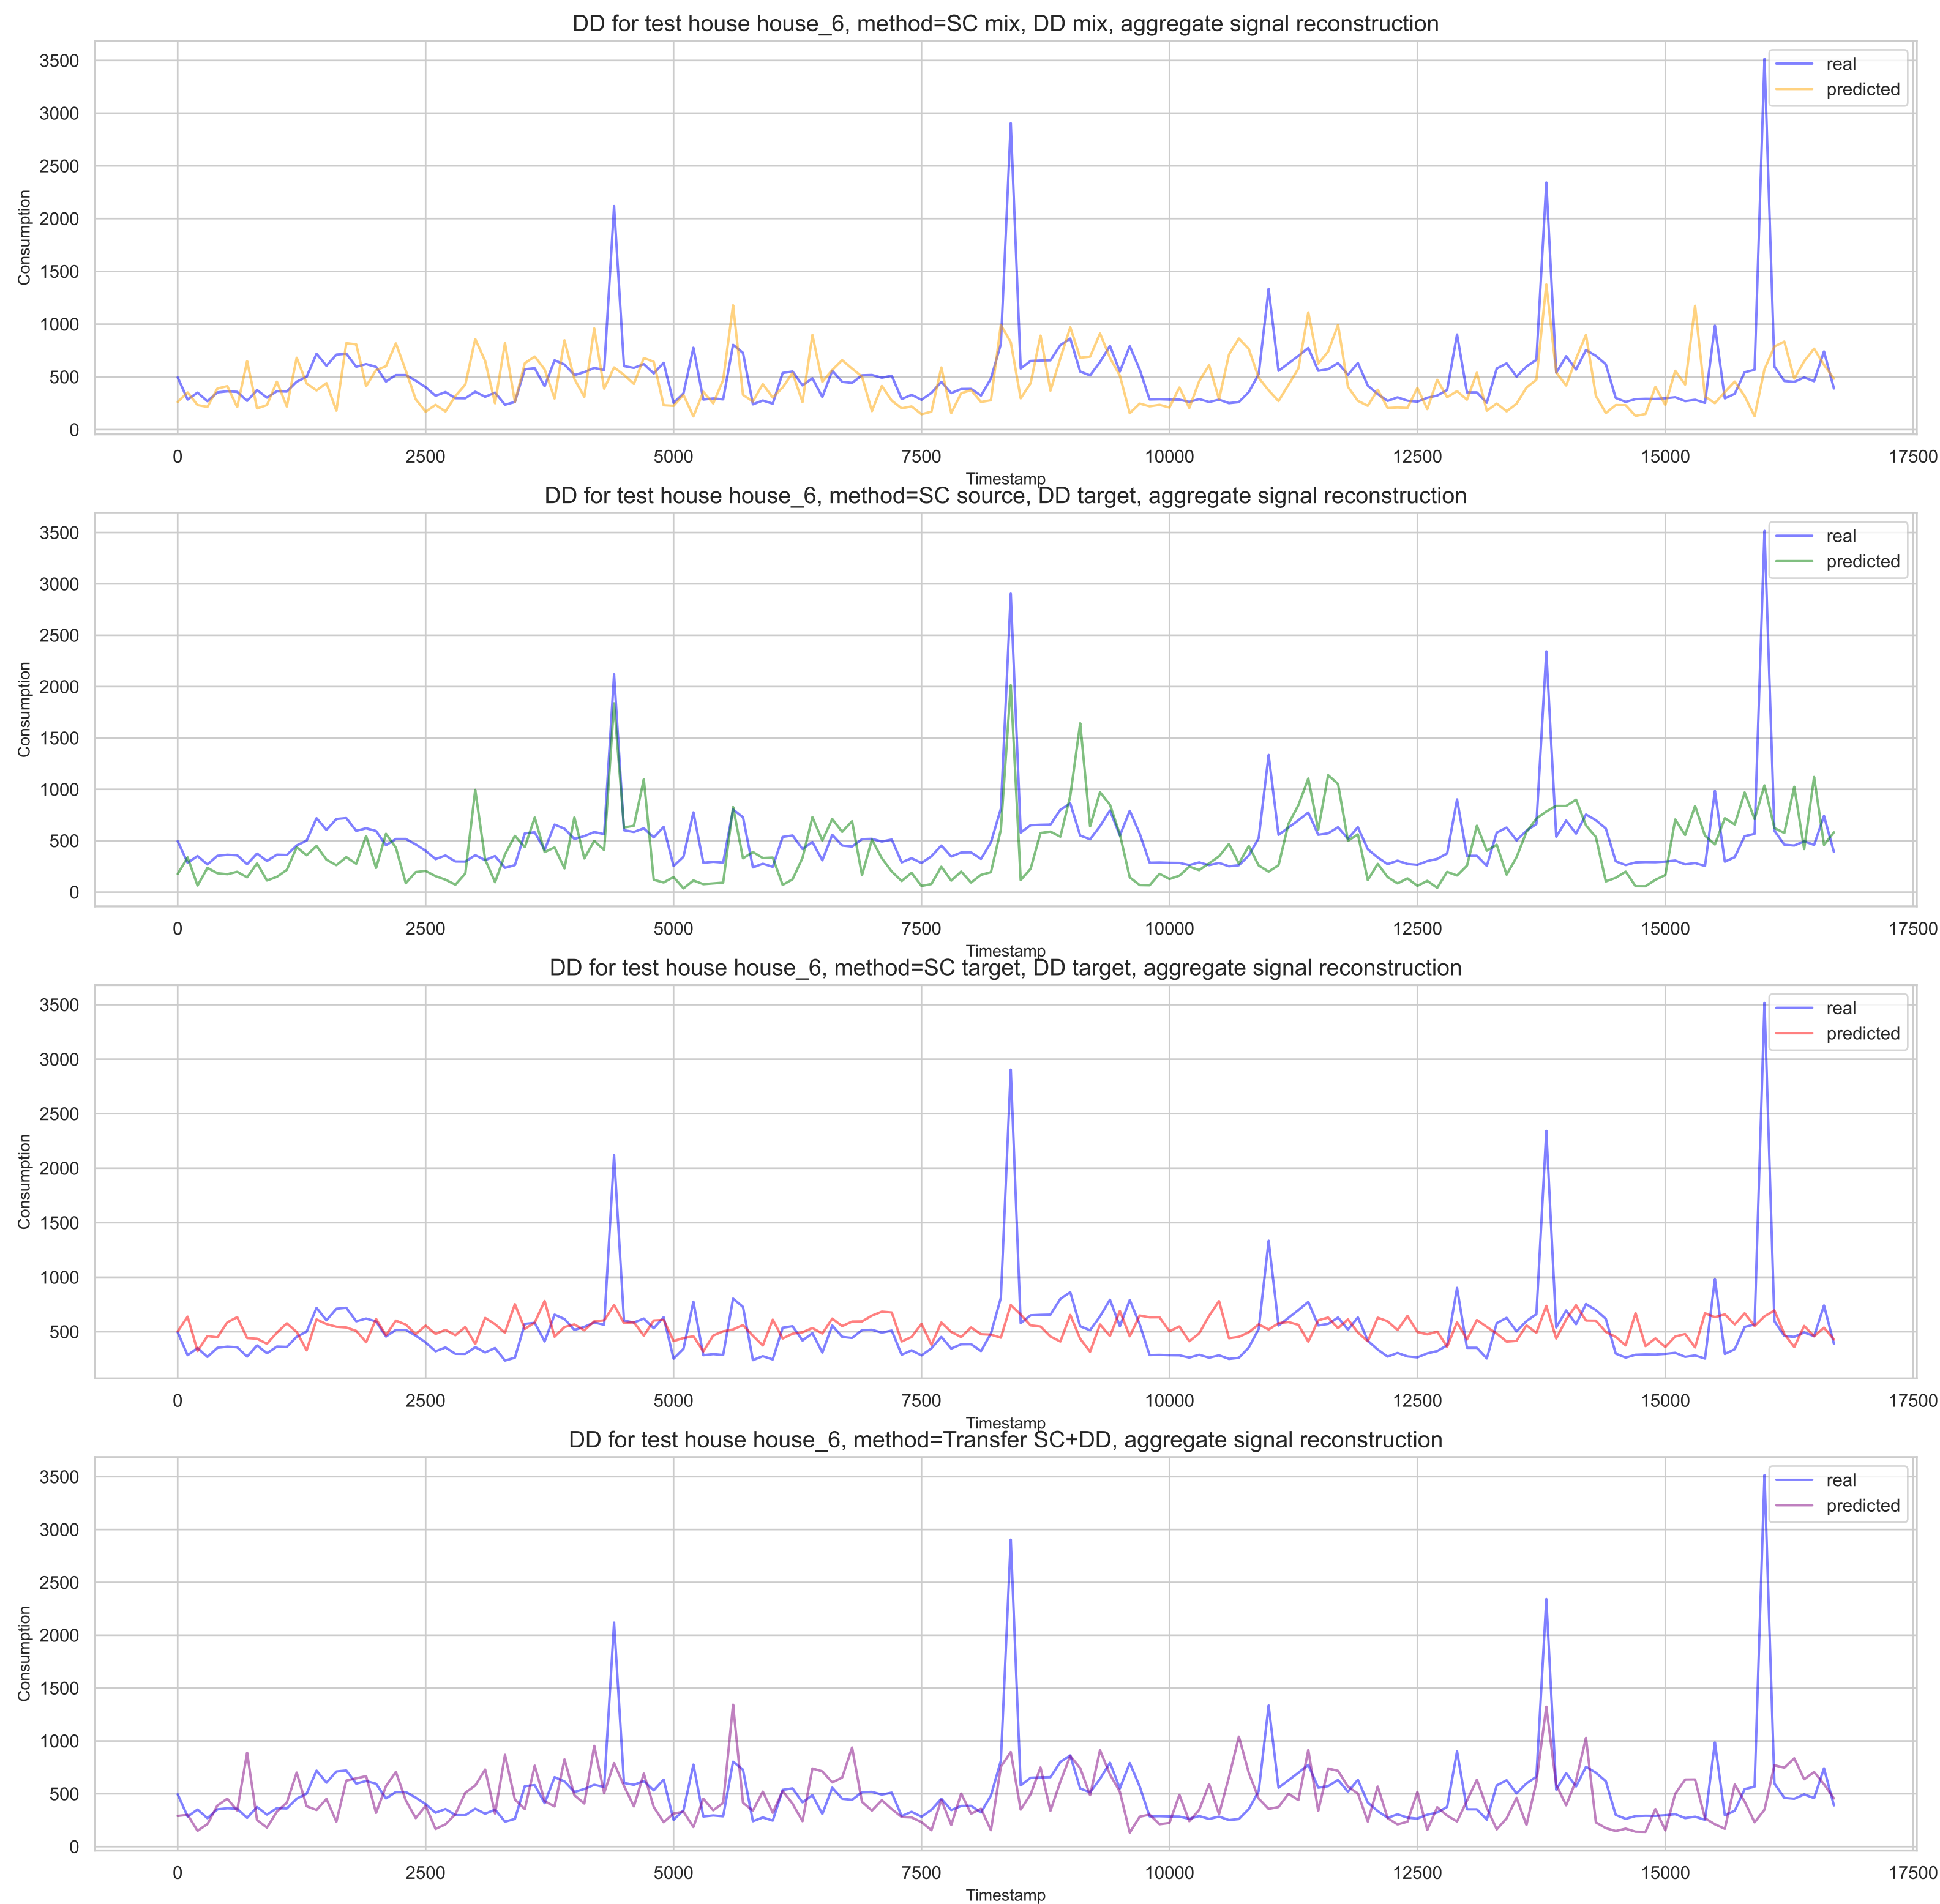 DD for test house house_6, method=SC mix, DD mix, aggregate signal reconstruction
real
predicted
Consumption
3500
3000
2500
2000
1500
1000
500
0
0 2500 5000 7500 10000 12500 15000 17500
Timestamp
DD for test house house_6, method=SC source, DD target, aggregate signal reconstruction
real
predicted
Consumption
3500
3000
2500
2000
1500
1000
500
0
0 2500 5000 7500 10000 12500 15000 17500
Timestamp
DD for test house house_6, method=SC target, DD target, aggregate signal reconstruction
real
predicted
Consumption
3500
3000
2500
2000
1500
1000
500
0 2500 5000 7500 10000 12500 15000 17500
Timestamp
DD for test house house_6, method=Transfer SC+DD, aggregate signal reconstruction
real
predicted
Consumption
3500
3000
2500
2000
1500
1000
500
0
0 2500 5000 7500 10000 12500 15000 17500
Timestamp